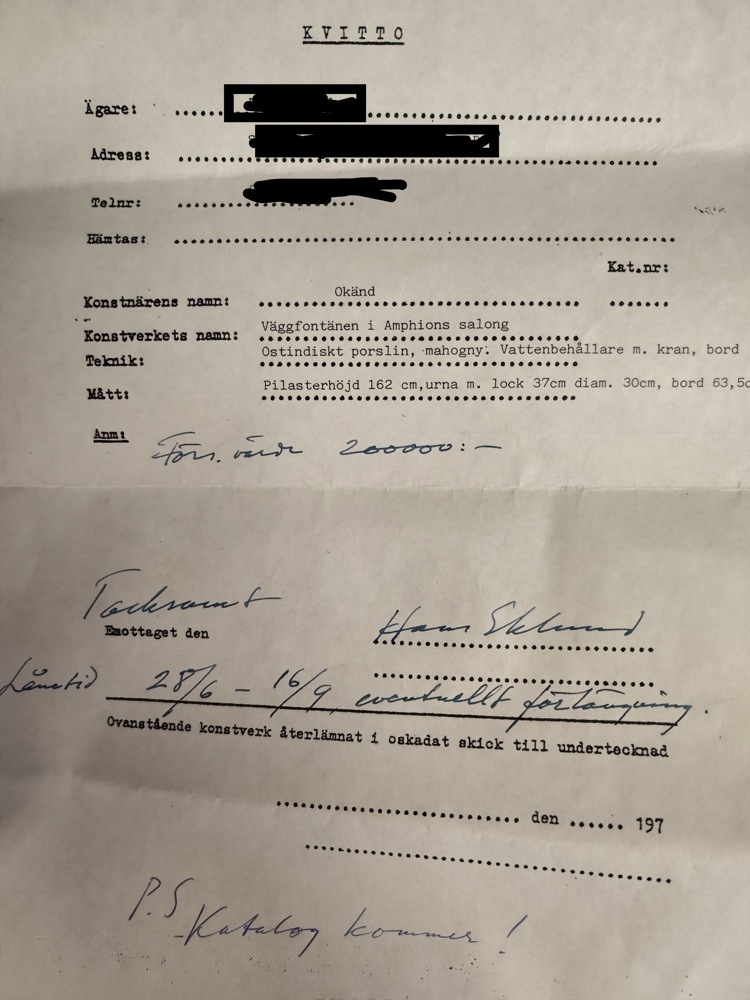 KVITTO
Ägare:
Adress:
Telnr:
Hämtas:
Kat.nr:
Konstnärens namn: Okänd
Konstverkets namn: Väggfontänen i Amphions salong
Teknik: Ostindiskt porslin, mahogny. Vattenbehållare m. kran, bord
Mått: Pilasterhöjd 162 cm,urna m. lock 37cm diam. 30cm, bord 63,5c
Anm: Förs. värde 200000:-
Tacksamt
Emottaget den Hans Eklund
Lånetid 28/6 - 16/9 eventuellt förlängning.
Ovanstående konstverk återlämnat i oskadat skick till undertecknad
den ...... 197
P.S
Katalog kommer!